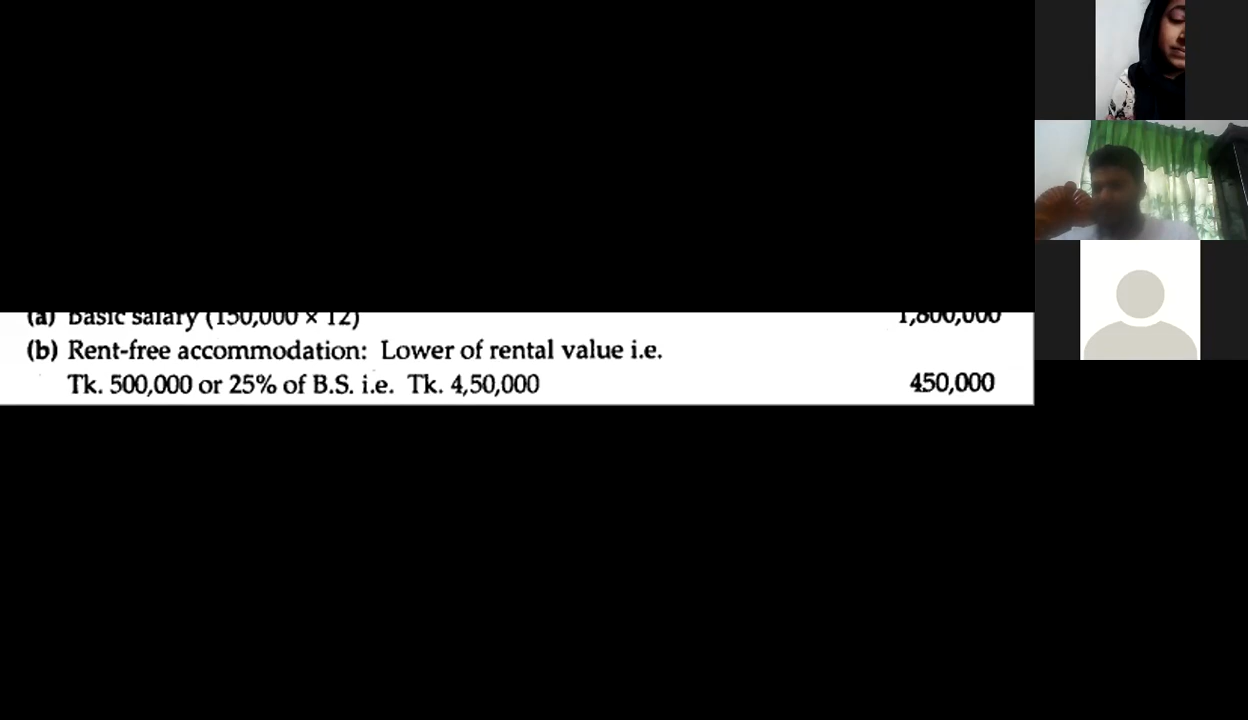 (a) Basic salary (150,000 × 12) 1,800,000
(b) Rent-free accommodation: Lower of rental value i.e.
Tk. 500,000 or 25% of B.S. i.e. Tk. 4,50,000 450,000